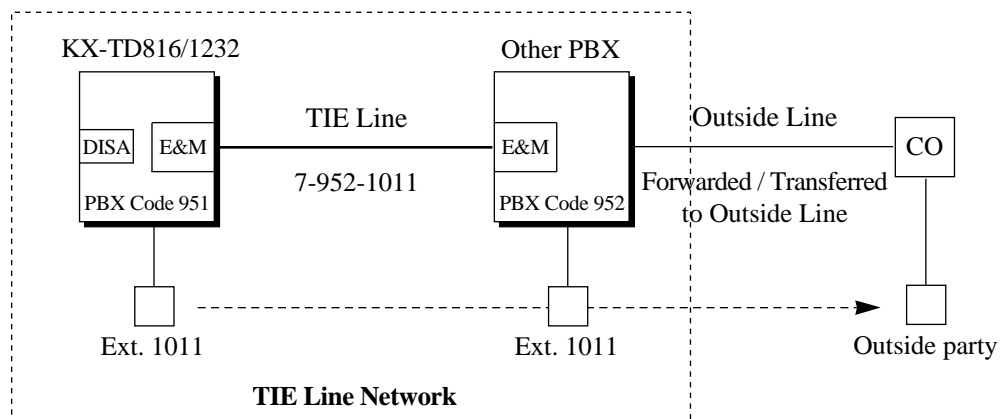 KX-TD816/1232
Other PBX
TIE Line
Outside Line
DISA
E&M
E&M
CO
7-952-1011
Forwarded / Transferred
to Outside Line
PBX Code 951
PBX Code 952
Ext. 1011
Ext. 1011
Outside party
TIE Line Network